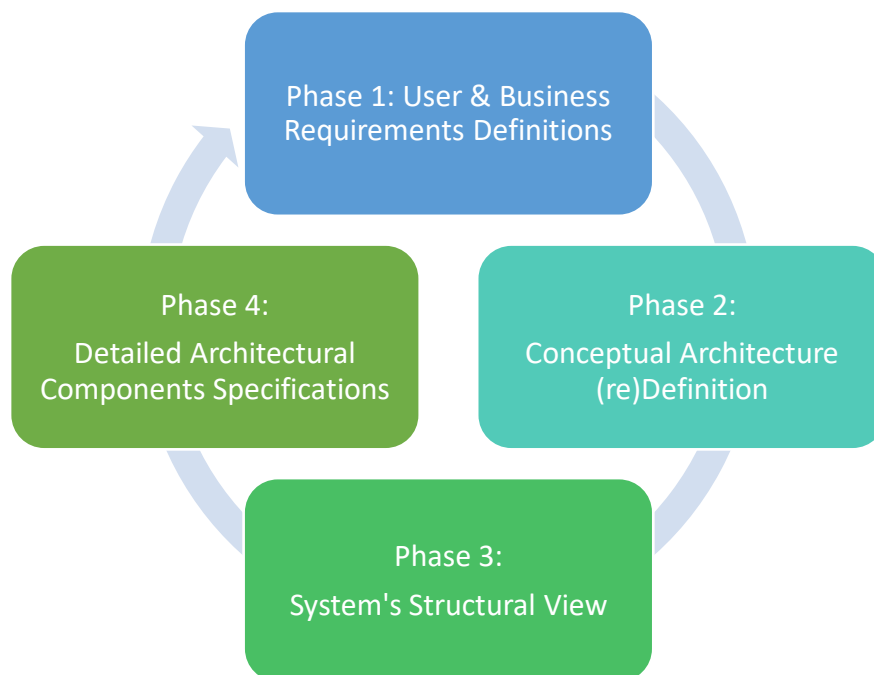 Phase 1: User & Business
Requirements Definitions
Phase 2:
Conceptual Architecture
(re)Definition
Phase 3:
System's Structural View
Phase 4:
Detailed Architectural
Components Specifications